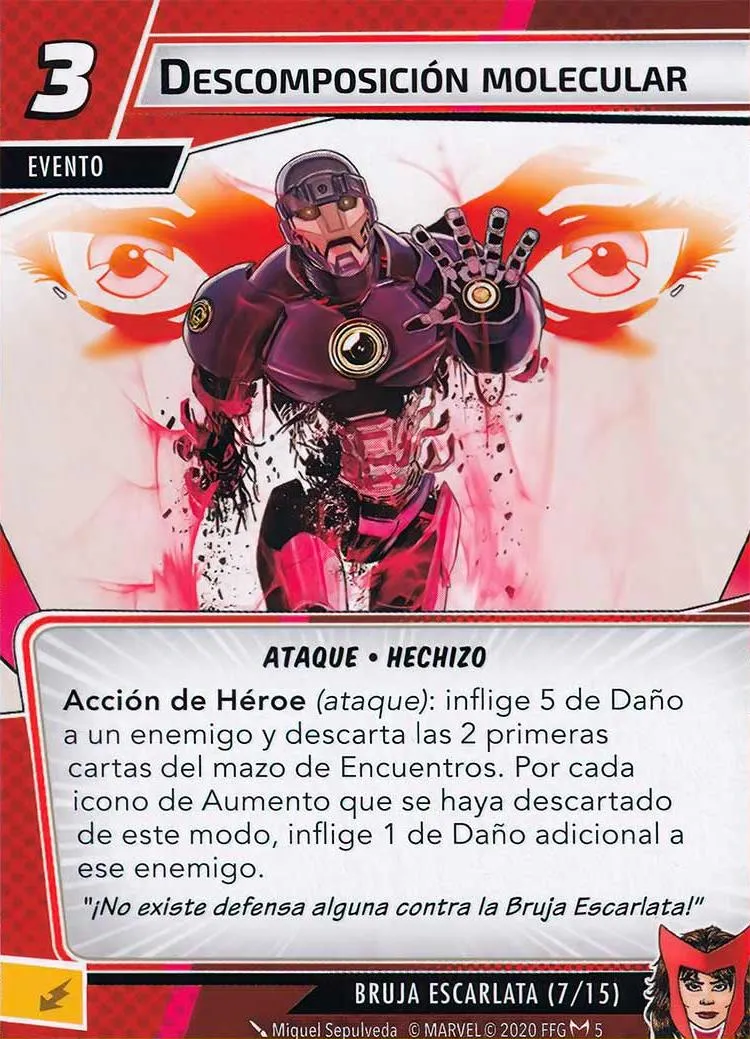 3
DESCOMPOSICIÓN MOLECULAR
EVENTO
ATAQUE • HECHIZO
Acción de Héroe (ataque): inflige 5 de Daño
a un enemigo y descarta las 2 primeras
cartas del mazo de Encuentros. Por cada
icono de Aumento que se haya descartado
de este modo, inflige 1 de Daño adicional a
ese enemigo.
"¡No existe defensa alguna contra la Bruja Escarlata!"
BRUJA ESCARLATA (7/15)
Miguel Sepulveda © MARVEL © 2020 FFG M 5